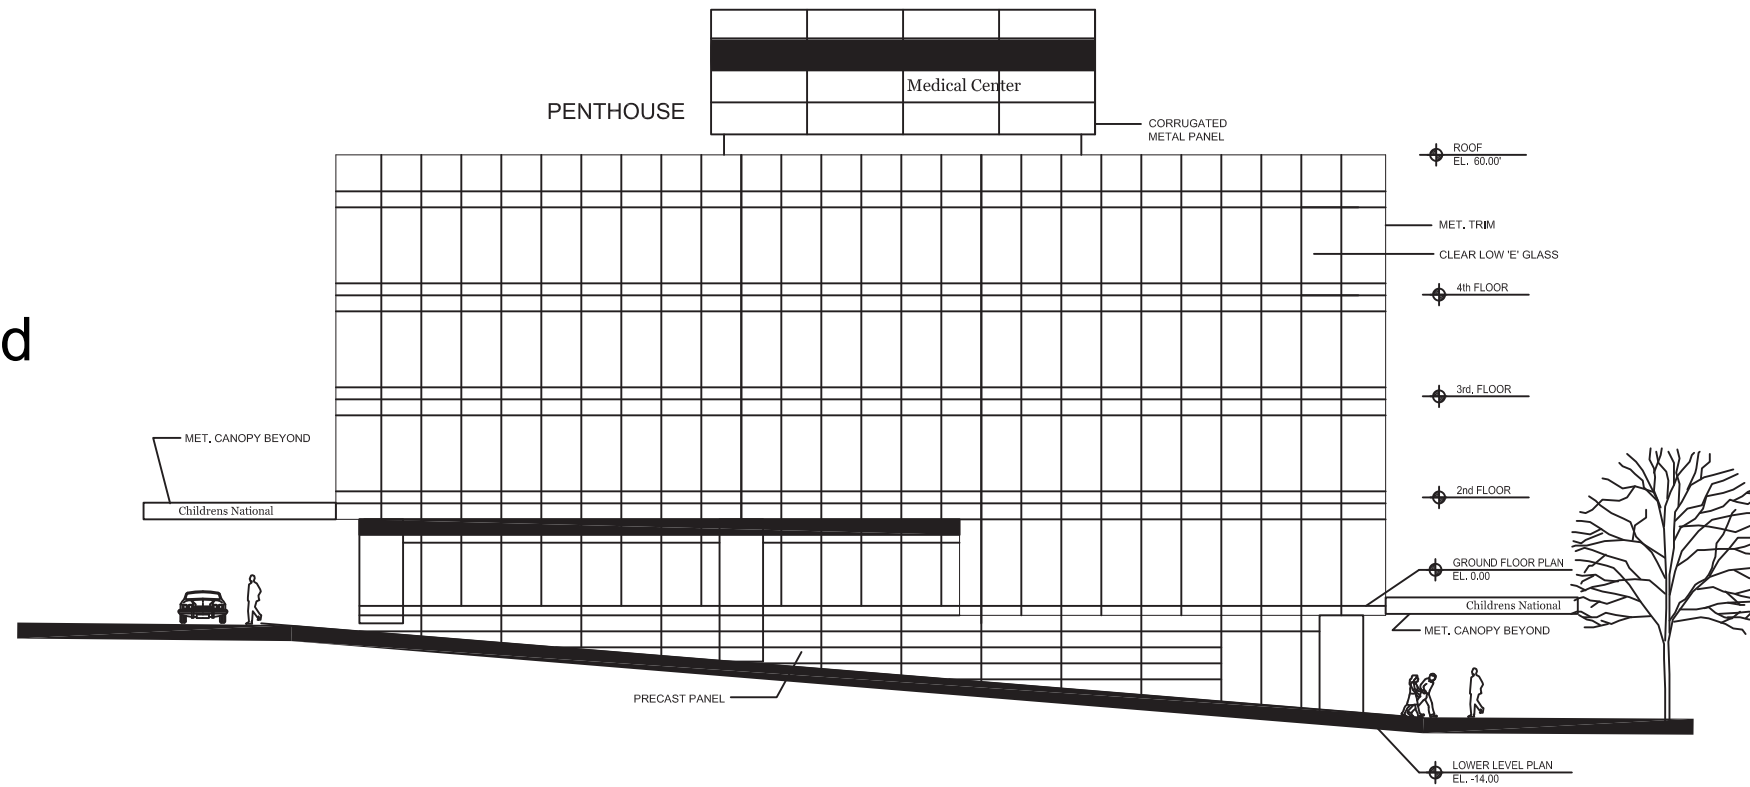 Medical Center
PENTHOUSE
CORRUGATED
METAL PANEL
ROOF
EL. 60.00'
MET. TRIM
CLEAR LOW 'E' GLASS
4th FLOOR
d
3rd. FLOOR
MET. CANOPY BEYOND
2nd FLOOR
Childrens National
GROUND FLOOR PLAN
EL. 0.00
Childrens National
MET. CANOPY BEYOND
PRECAST PANEL
LOWER LEVEL PLAN
EL. -14.00